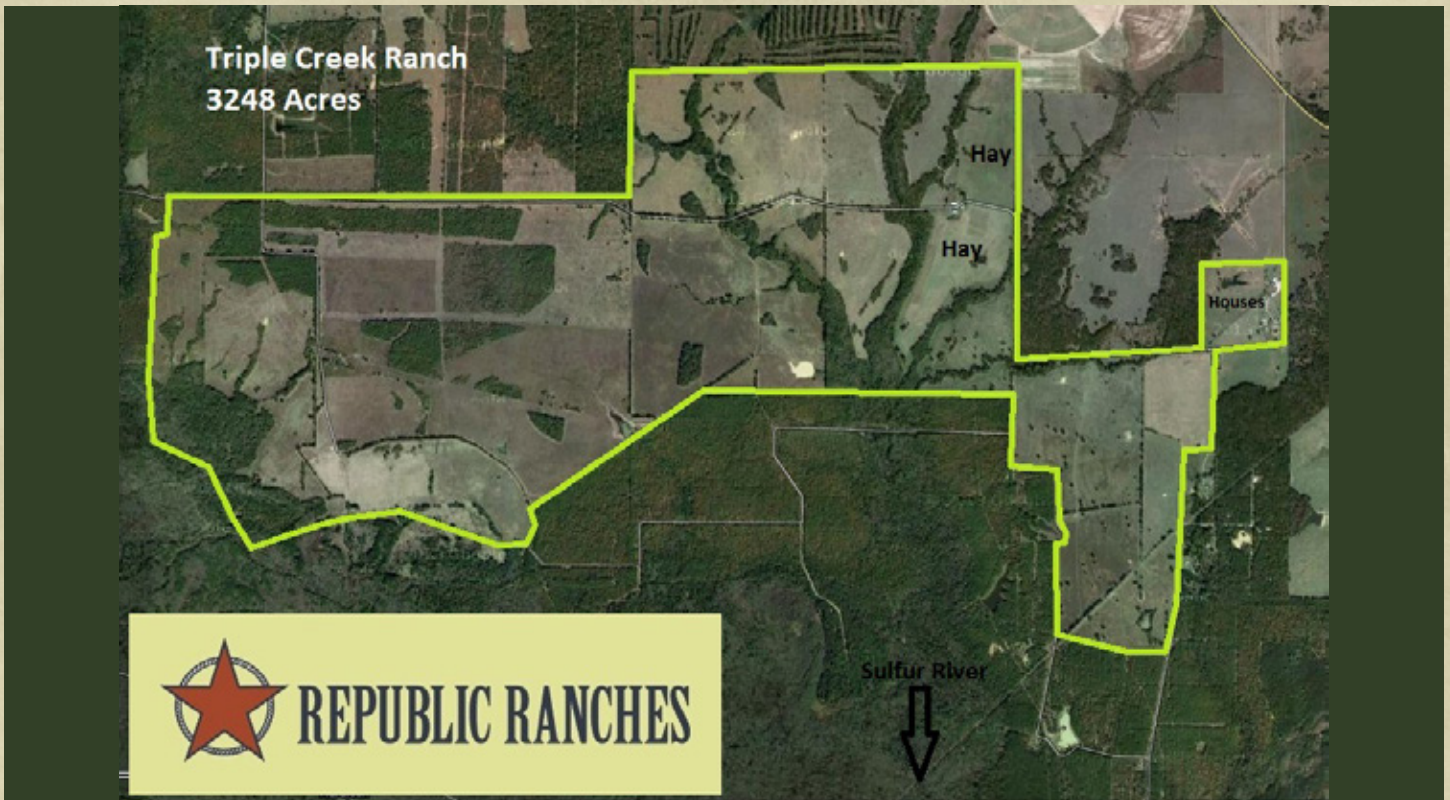 Triple Creek Ranch
3248 Acres
Hay
Hay
Houses
Sulfur River
REPUBLIC RANCHES